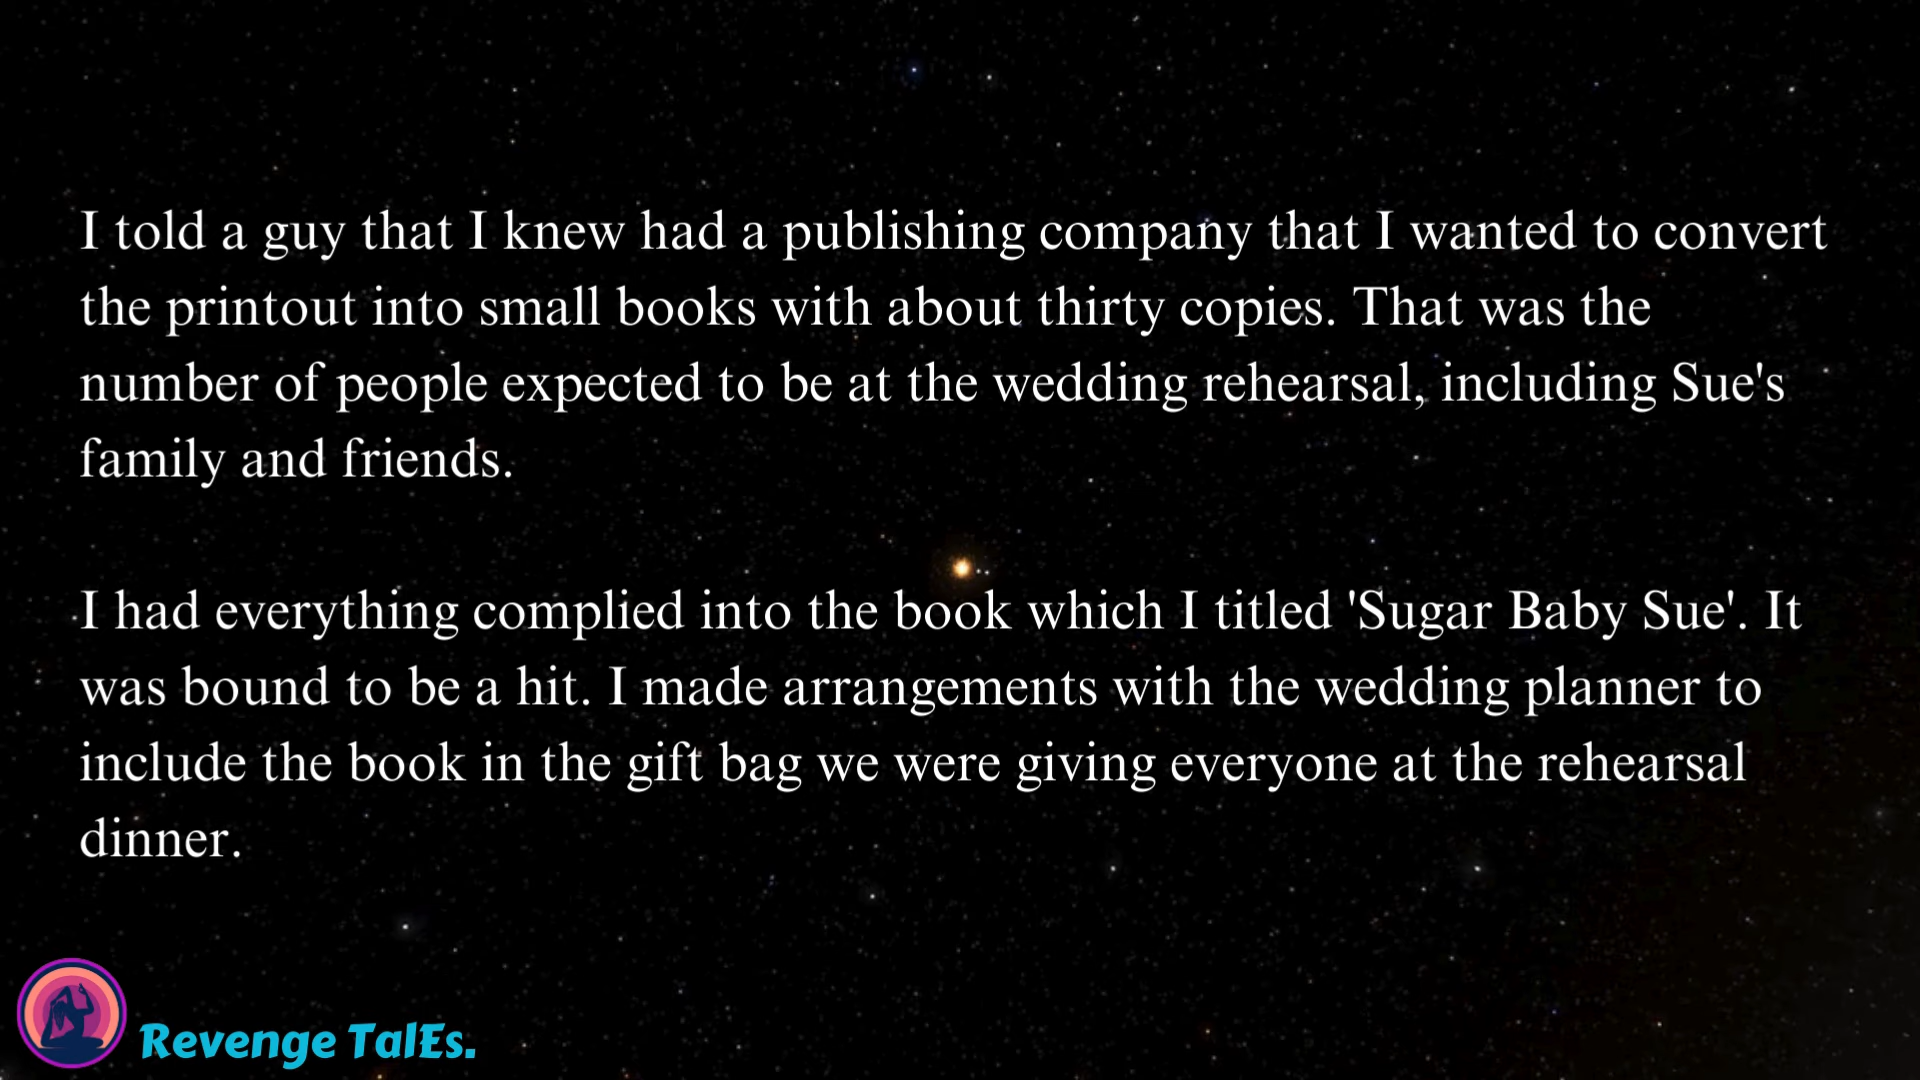 I told a guy that I knew had a publishing company that I wanted to convert
the printout into small books with about thirty copies. That was the
number of people expected to be at the wedding rehearsal, including Sue's
family and friends.
I had everything complied into the book which I titled 'Sugar Baby Sue'. It
was bound to be a hit. I made arrangements with the wedding planner to
include the book in the gift bag we were giving everyone at the rehearsal
dinner.
Revenge TalEs.